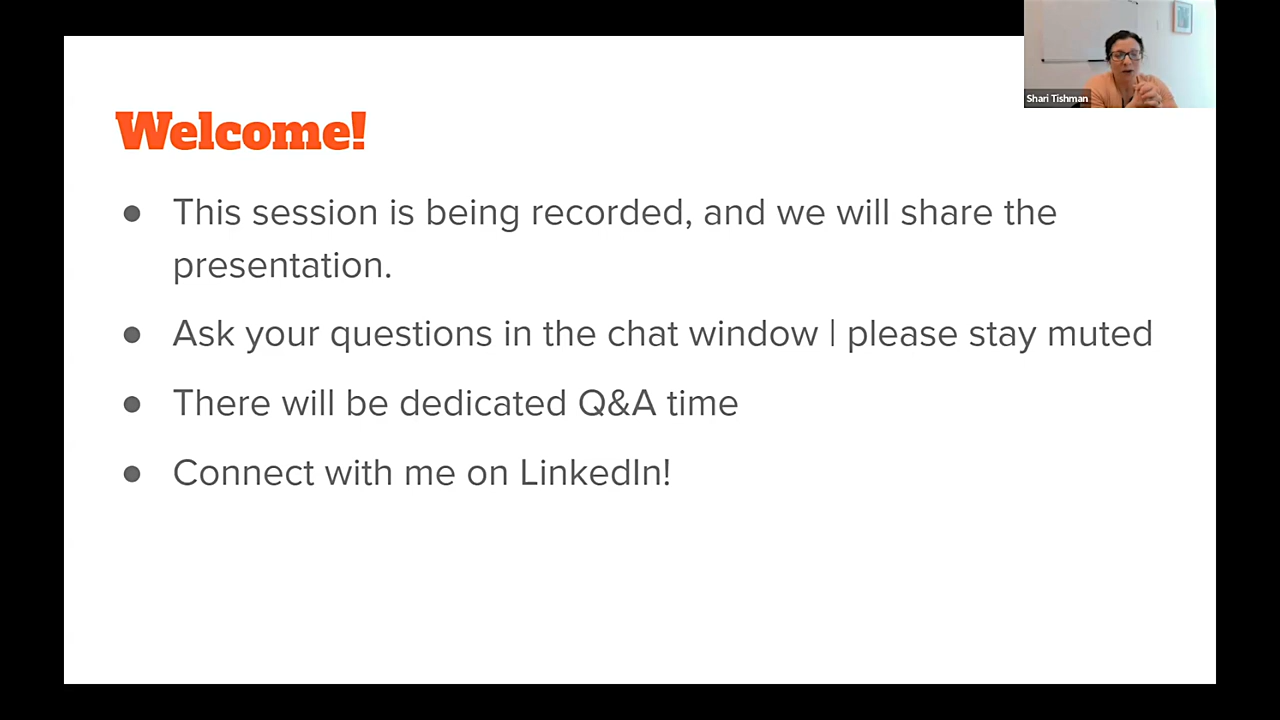 Welcome!
● This session is being recorded, and we will share the
presentation.
● Ask your questions in the chat window | please stay muted
● There will be dedicated Q&A time
● Connect with me on LinkedIn!
Shari Tishman